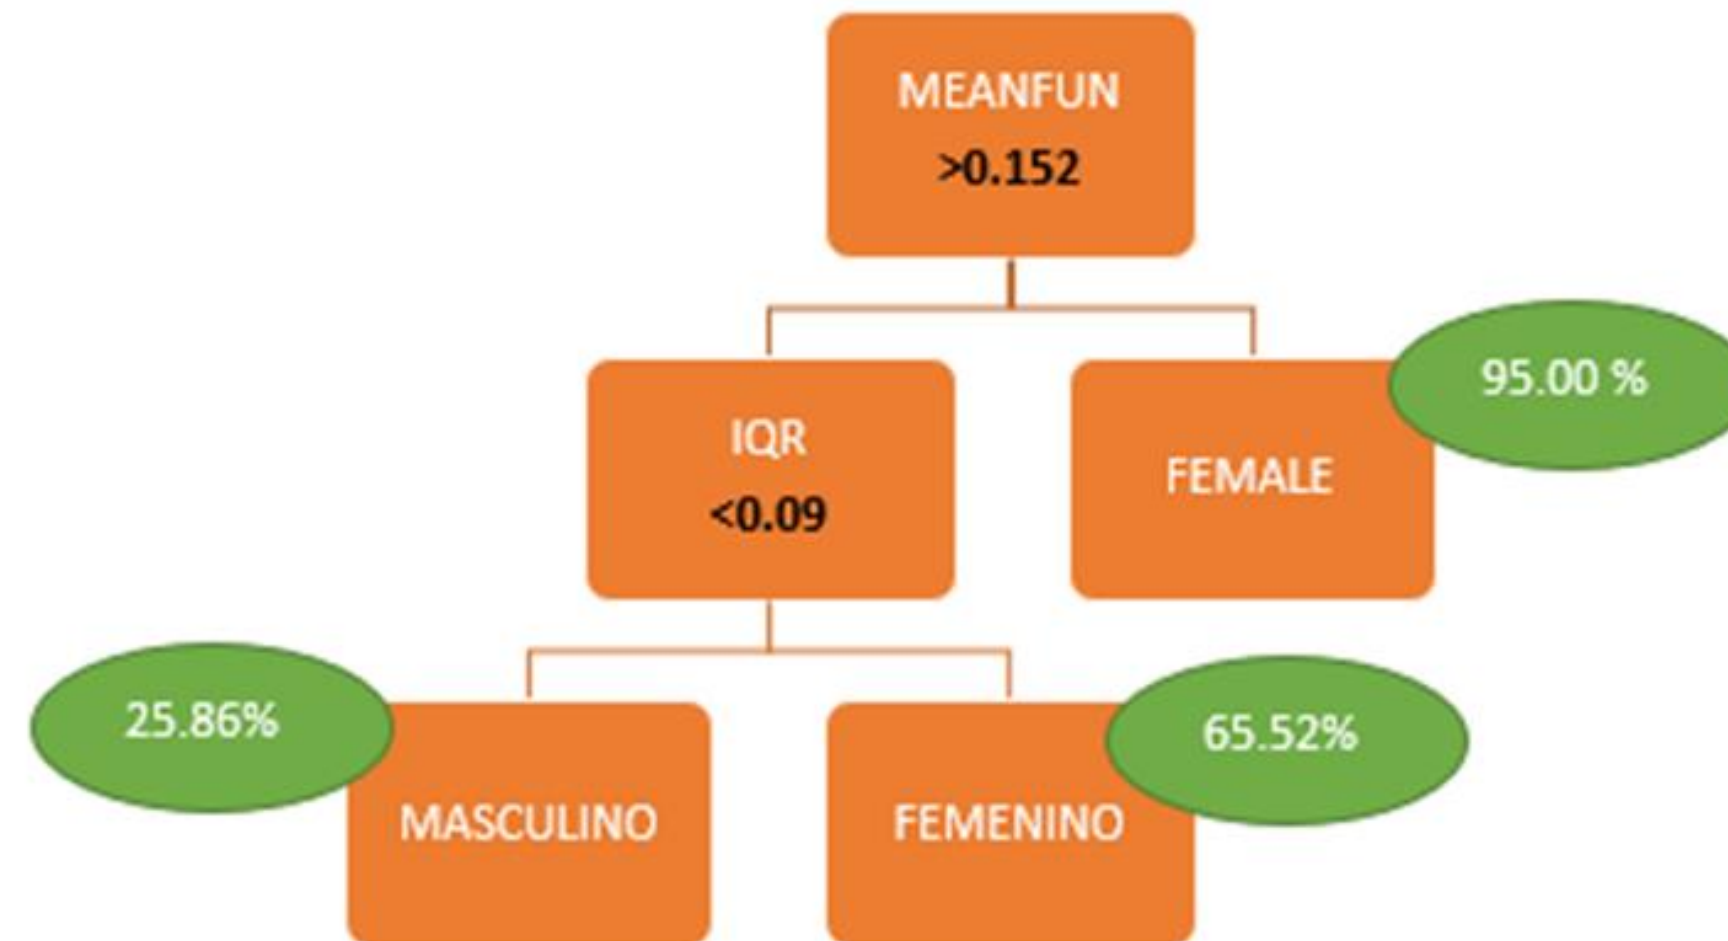 MEANFUN
>0.152
95.00 %
IQR
<0.09
FEMALE
25.86%
65.52%
MASCULINO
FEMENINO